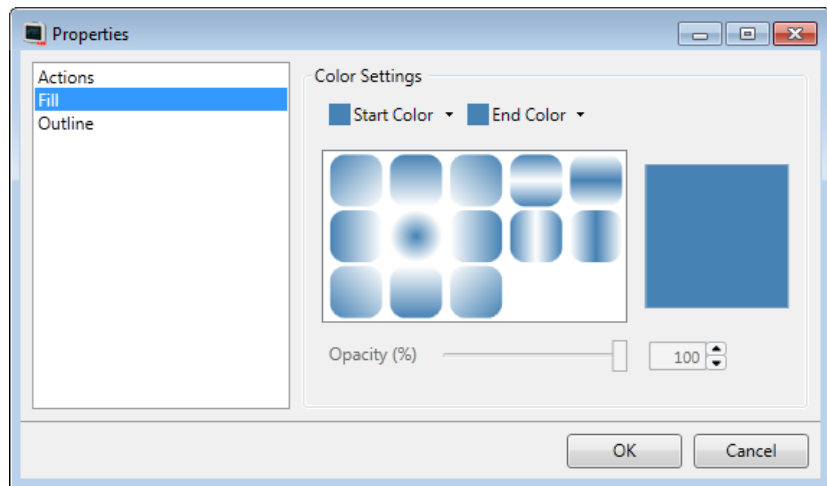 Properties
Actions
Fill
Outline
Color Settings
Start Color
End Color
Opacity (%)
100
OK
Cancel